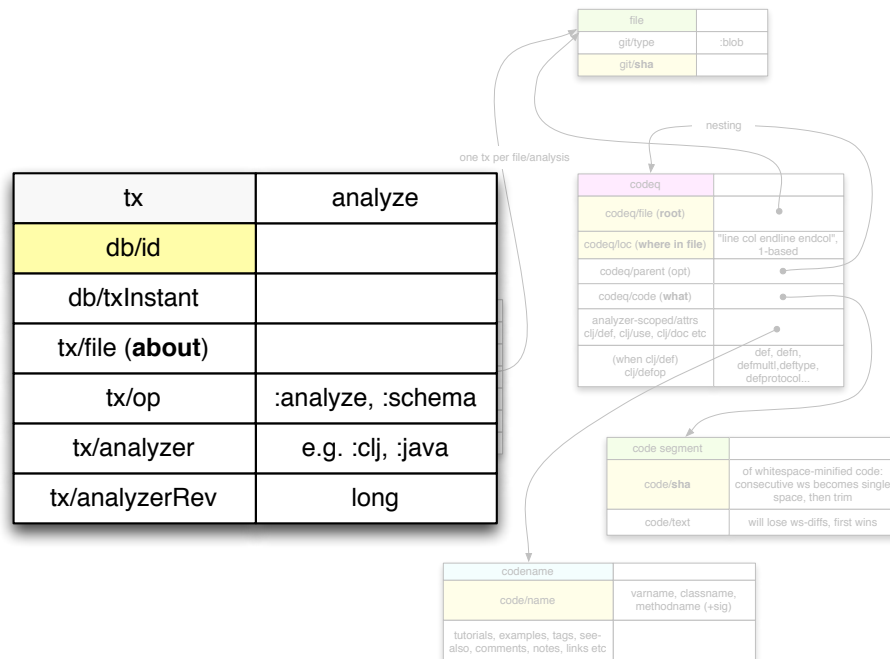 file
git/type :blob
git/sha
nesting
one tx per file/analysis
tx analyze
db/id
db/txInstant
tx/file (about)
tx/op :analyze, :schema
tx/analyzer e.g. :clj, :java
tx/analyzerRev long
codeq
codeq/file (root)
codeq/loc (where in file) "line col endline endcol",
1-based
codeq/parent (opt)
codeq/code (what)
analyzer-scoped/attrs
clj/def, clj/use, clj/doc etc
(when clj/def)
clj/defop
def, defn,
defmulti,deftype,
defprotocol...
code segment
code/sha
of whitespace-minified code:
consecutive ws becomes single
space, then trim
code/text will lose ws-diffs, first wins
codename
code/name
varname, classname,
methodname (+sig)
tutorials, examples, tags, see-
also, comments, notes, links etc